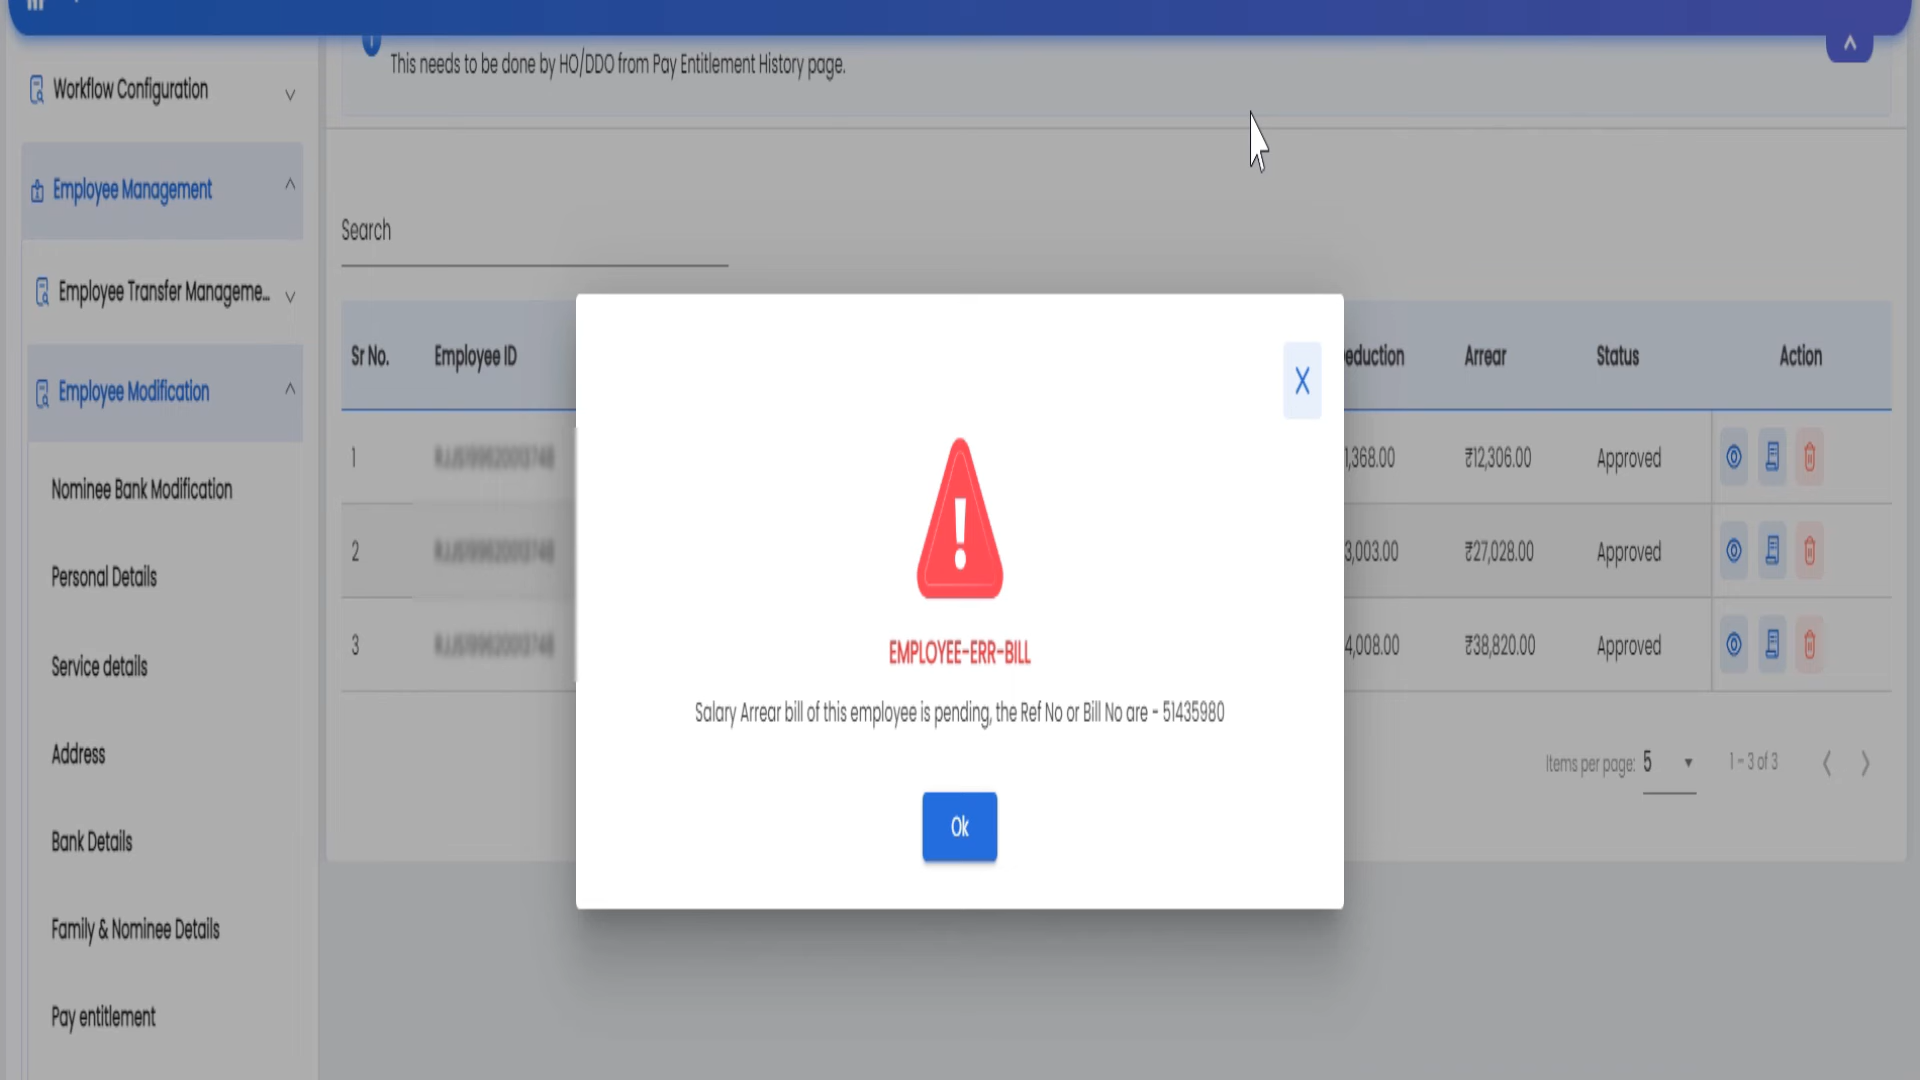 This needs to be done by HO/DDO from Pay Entitlement History page.
Workflow Configuration
Employee Management
Employee Transfer Manageme...
Employee Modification
Nominee Bank Modification
Personal Details
Service details
Address
Bank Details
Family & Nominee Details
Pay entitlement
Search
Sr No. Employee ID eduction Arrear Status Action
1 1,368.00 ₹12,306.00 Approved
2 3,003.00 ₹27,028.00 Approved
3 4,008.00 ₹38,820.00 Approved
Items per page: 5 1 – 3 of 3
X
EMPLOYEE-ERR-BILL
Salary Arrear bill of this employee is pending, the Ref No or Bill No are - 51435980
Ok